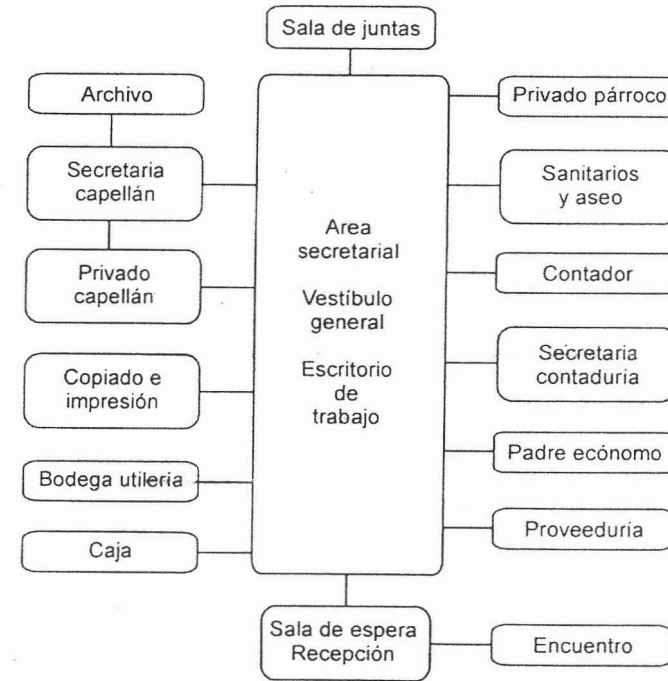 Sala de juntas
Archivo
Secretaria
capellán
Privado
capellán
Copiado e
impresión
Bodega utilería
Caja
Area
secretarial
Vestíbulo
general
Escritorio
de
trabajo
Privado párroco
Sanitarios
y aseo
Contador
Secretaria
contaduria
Padre ecónomo
Proveeduria
Sala de espera
Recepción
Encuentro